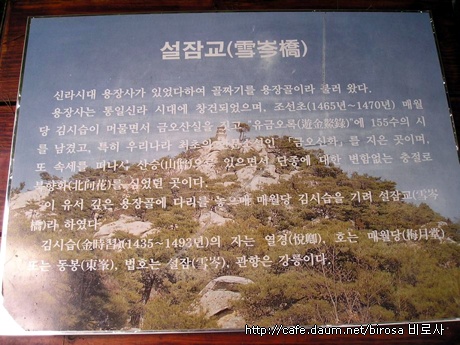 설잠교(雪岑橋)
신라시대 용장사가 있었다하여 골짜기를 용장골이라 불러 왔다.
용장사는 통일신라 시대에 창건되었으며, 조선초(1465년~1470년) 매월
당 김시습이 머물면서 금오산실을 짓고 "유금오록(遊金鰲錄)"에 155수의 시
를 남겼고, 특히 우리나라 최초의 한문소설인 「금오신화」를 지은 곳이며,
또 속세를 떠나서 산승(山僧)으로 있으면서 단종에 대한 변함없는 충절로
북향화(北向花)를 심었던 곳이다.
이 유서 깊은 용장골에 다리를 놓으매 매월당 김시습을 기려 설잠교(雪岑
橋)라 하였다.
김시습(金時習)(1435~1493년)의 자는 열경(悅卿), 호는 매월당(梅月堂)
또는 동봉(東峯), 법호는 설잠(雪岑), 관향은 강릉이다.
http://cafe.daum.net/birosa 비로사